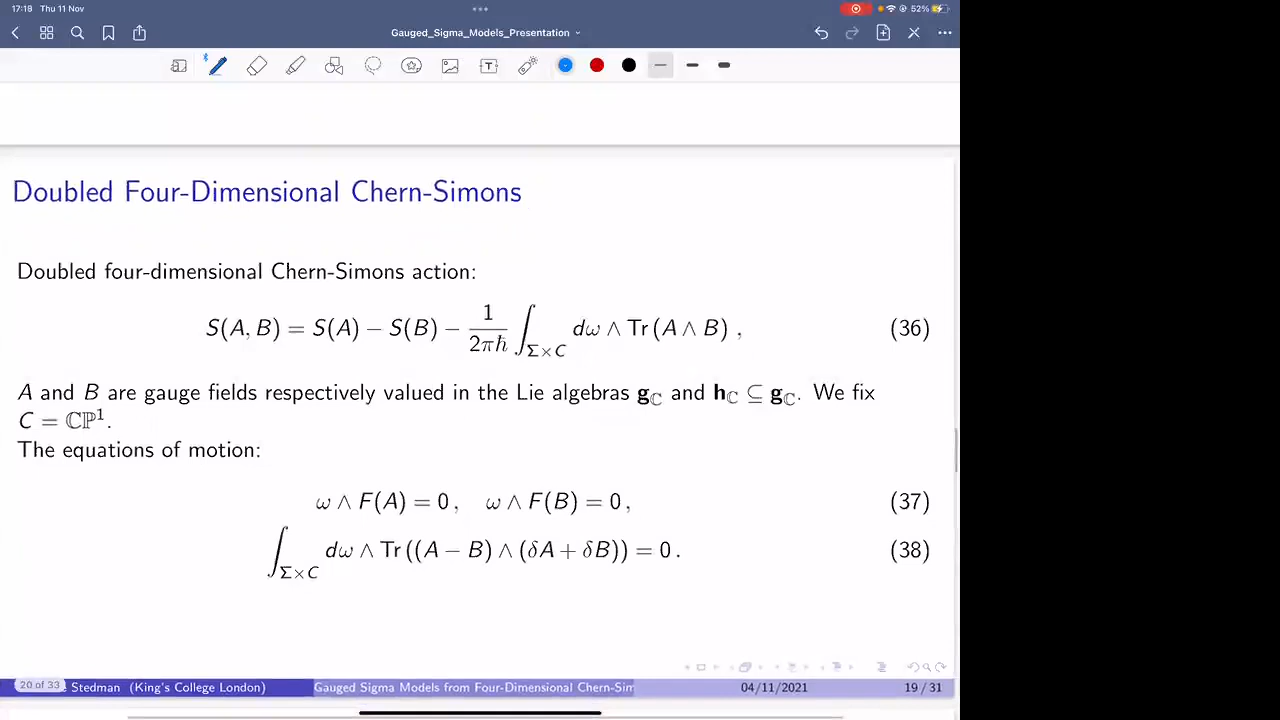 17:19 Thu 11 Nov
52%
Gauged_Sigma_Models_Presentation
Doubled Four-Dimensional Chern-Simons
Doubled four-dimensional Chern-Simons action:
S(A, B) = S(A) − S(B) − 1/2πℏ ∫_{Σ×C} dω ∧ Tr (A ∧ B) , (36)
A and B are gauge fields respectively valued in the Lie algebras g_ℂ and h_ℂ ⊆ g_ℂ. We fix
C = ℂℙ¹.
The equations of motion:
ω ∧ F(A) = 0 , ω ∧ F(B) = 0 , (37)
∫_{Σ×C} dω ∧ Tr ((A − B) ∧ (δA + δB)) = 0 . (38)
20 of 33 Stedman (King's College London) Gauged Sigma Models from Four-Dimensional Chern-Sim 04/11/2021 19 / 31